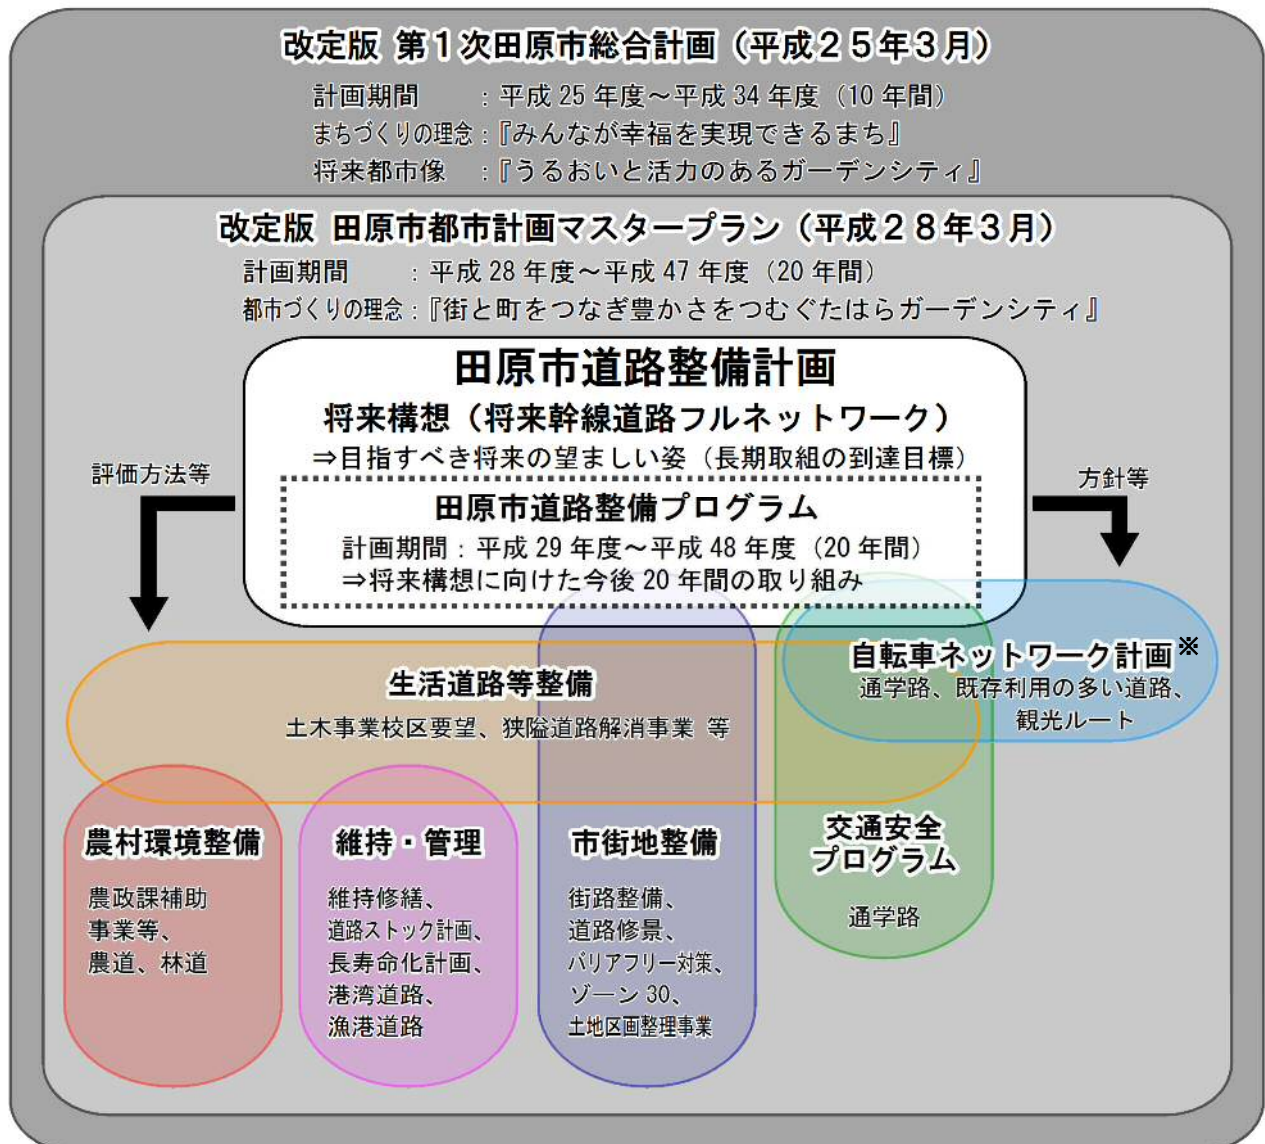 改定版 第１次田原市総合計画（平成２５年３月）
計画期間　　：平成 25 年度～平成 34 年度（10 年間）
まちづくりの理念：『みんなが幸福を実現できるまち』
将来都市像　：『うるおいと活力のあるガーデンシティ』
改定版 田原市都市計画マスタープラン（平成２８年３月）
計画期間　　：平成 28 年度～平成 47 年度（20 年間）
都市づくりの理念：『街と町をつなぎ豊かさをつむぐたはらガーデンシティ』
田原市道路整備計画
将来構想（将来幹線道路フルネットワーク）
⇒目指すべき将来の望ましい姿（長期取組の到達目標）
田原市道路整備プログラム
計画期間：平成 29 年度～平成 48 年度（20 年間）
⇒将来構想に向けた今後 20 年間の取り組み
評価方法等
方針等
生活道路等整備
土木事業校区要望、狭隘道路解消事業 等
自転車ネットワーク計画※
通学路、既存利用の多い道路、
観光ルート
農村環境整備
農政課補助
事業等、
農道、林道
維持・管理
維持修繕、
道路ストック計画、
長寿命化計画、
港湾道路、
漁港道路
市街地整備
街路整備、
道路修景、
バリアフリー対策、
ゾーン 30、
土地区画整理事業
交通安全
プログラム
通学路